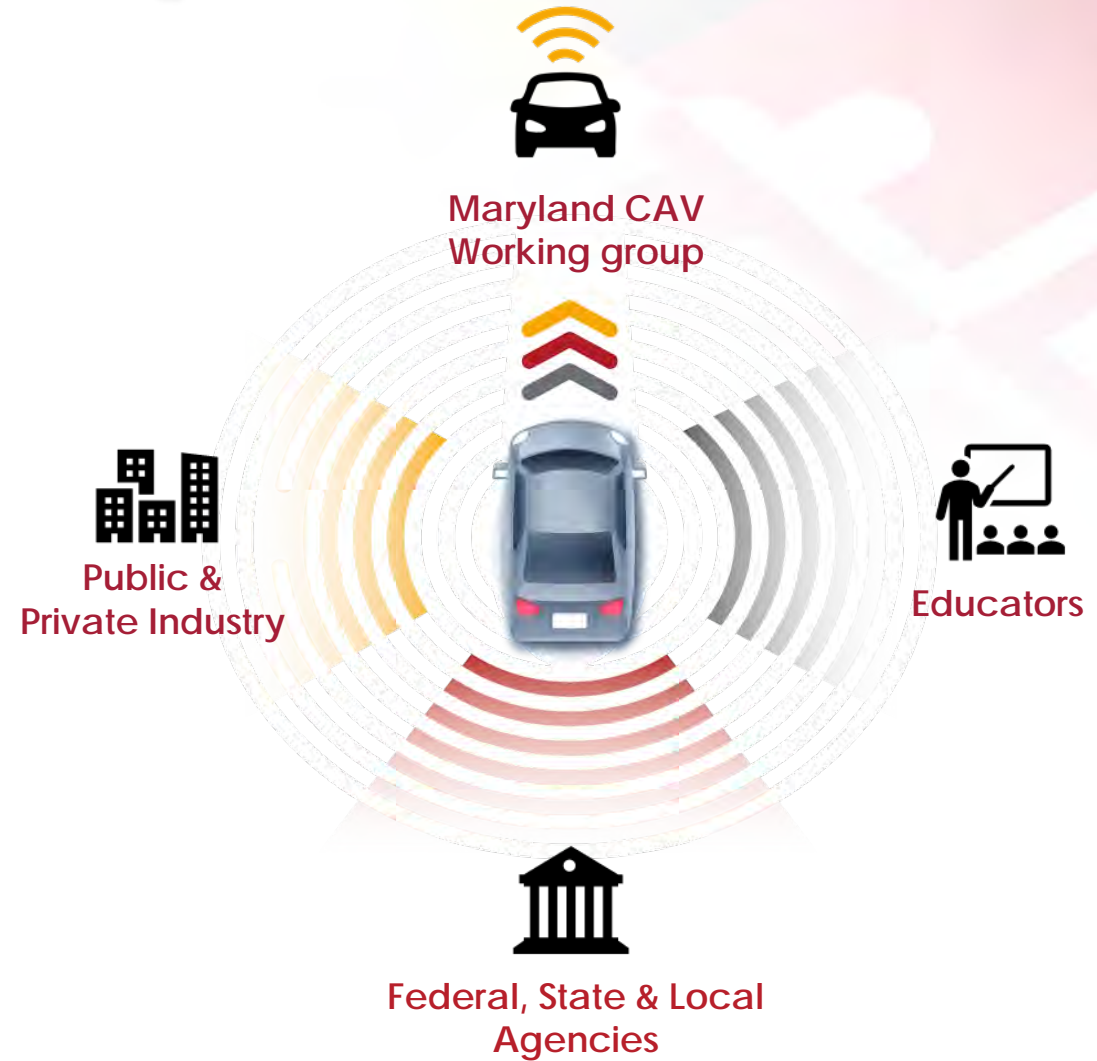 Maryland CAV
Working group
Public &
Private Industry
Educators
Federal, State & Local
Agencies